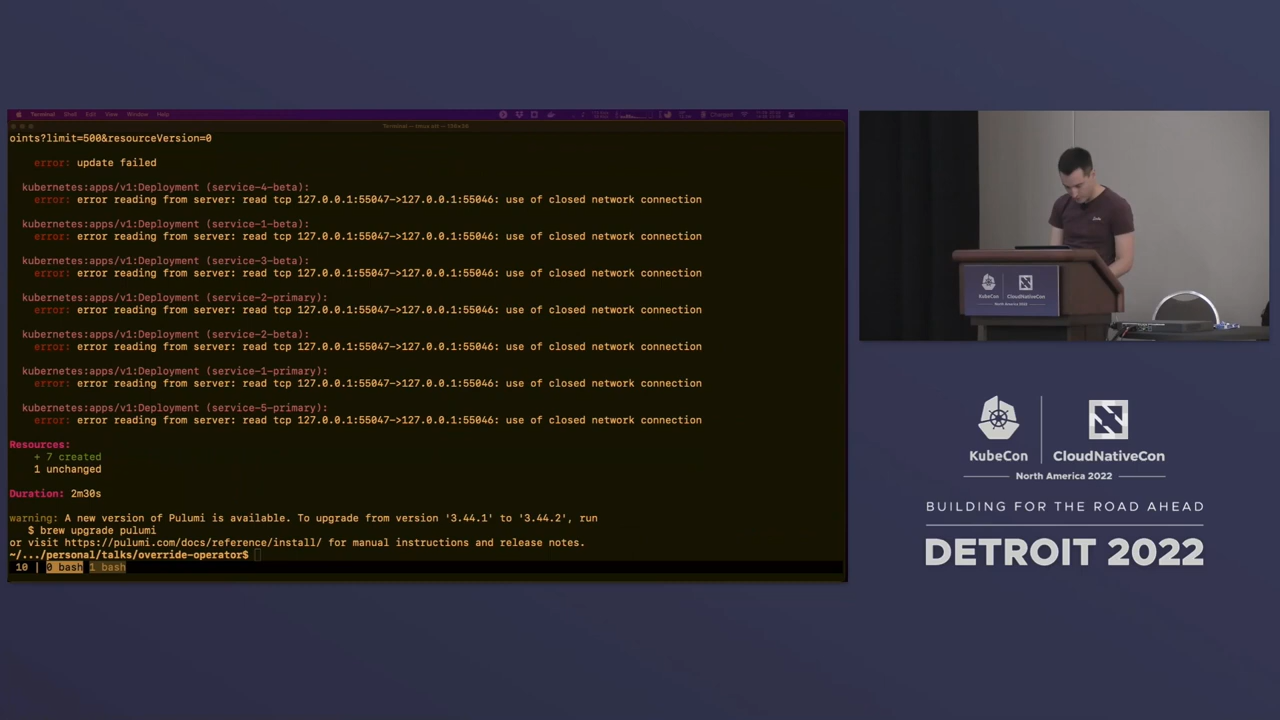 Terminal Shell Edit View Window Help
oints?limit=500&resourceVersion=0
error: update failed
kubernetes:apps/v1:Deployment (service-4-beta):
error: error reading from server: read tcp 127.0.0.1:55047->127.0.0.1:55046: use of closed network connection
kubernetes:apps/v1:Deployment (service-1-beta):
error: error reading from server: read tcp 127.0.0.1:55047->127.0.0.1:55046: use of closed network connection
kubernetes:apps/v1:Deployment (service-3-beta):
error: error reading from server: read tcp 127.0.0.1:55047->127.0.0.1:55046: use of closed network connection
kubernetes:apps/v1:Deployment (service-2-primary):
error: error reading from server: read tcp 127.0.0.1:55047->127.0.0.1:55046: use of closed network connection
kubernetes:apps/v1:Deployment (service-2-beta):
error: error reading from server: read tcp 127.0.0.1:55047->127.0.0.1:55046: use of closed network connection
kubernetes:apps/v1:Deployment (service-1-primary):
error: error reading from server: read tcp 127.0.0.1:55047->127.0.0.1:55046: use of closed network connection
kubernetes:apps/v1:Deployment (service-5-primary):
error: error reading from server: read tcp 127.0.0.1:55047->127.0.0.1:55046: use of closed network connection
Resources:
+ 7 created
1 unchanged
Duration: 2m30s
warning: A new version of Pulumi is available. To upgrade from version '3.44.1' to '3.44.2', run
$ brew upgrade pulumi
or visit https://pulumi.com/docs/reference/install/ for manual instructions and release notes.
~/.../personal/talks/override-operator$
10 | 0 bash 1 bash
KubeCon CloudNativeCon
North America 2022
KubeCon CloudNativeCon
North America 2022
BUILDING FOR THE ROAD AHEAD
DETROIT 2022